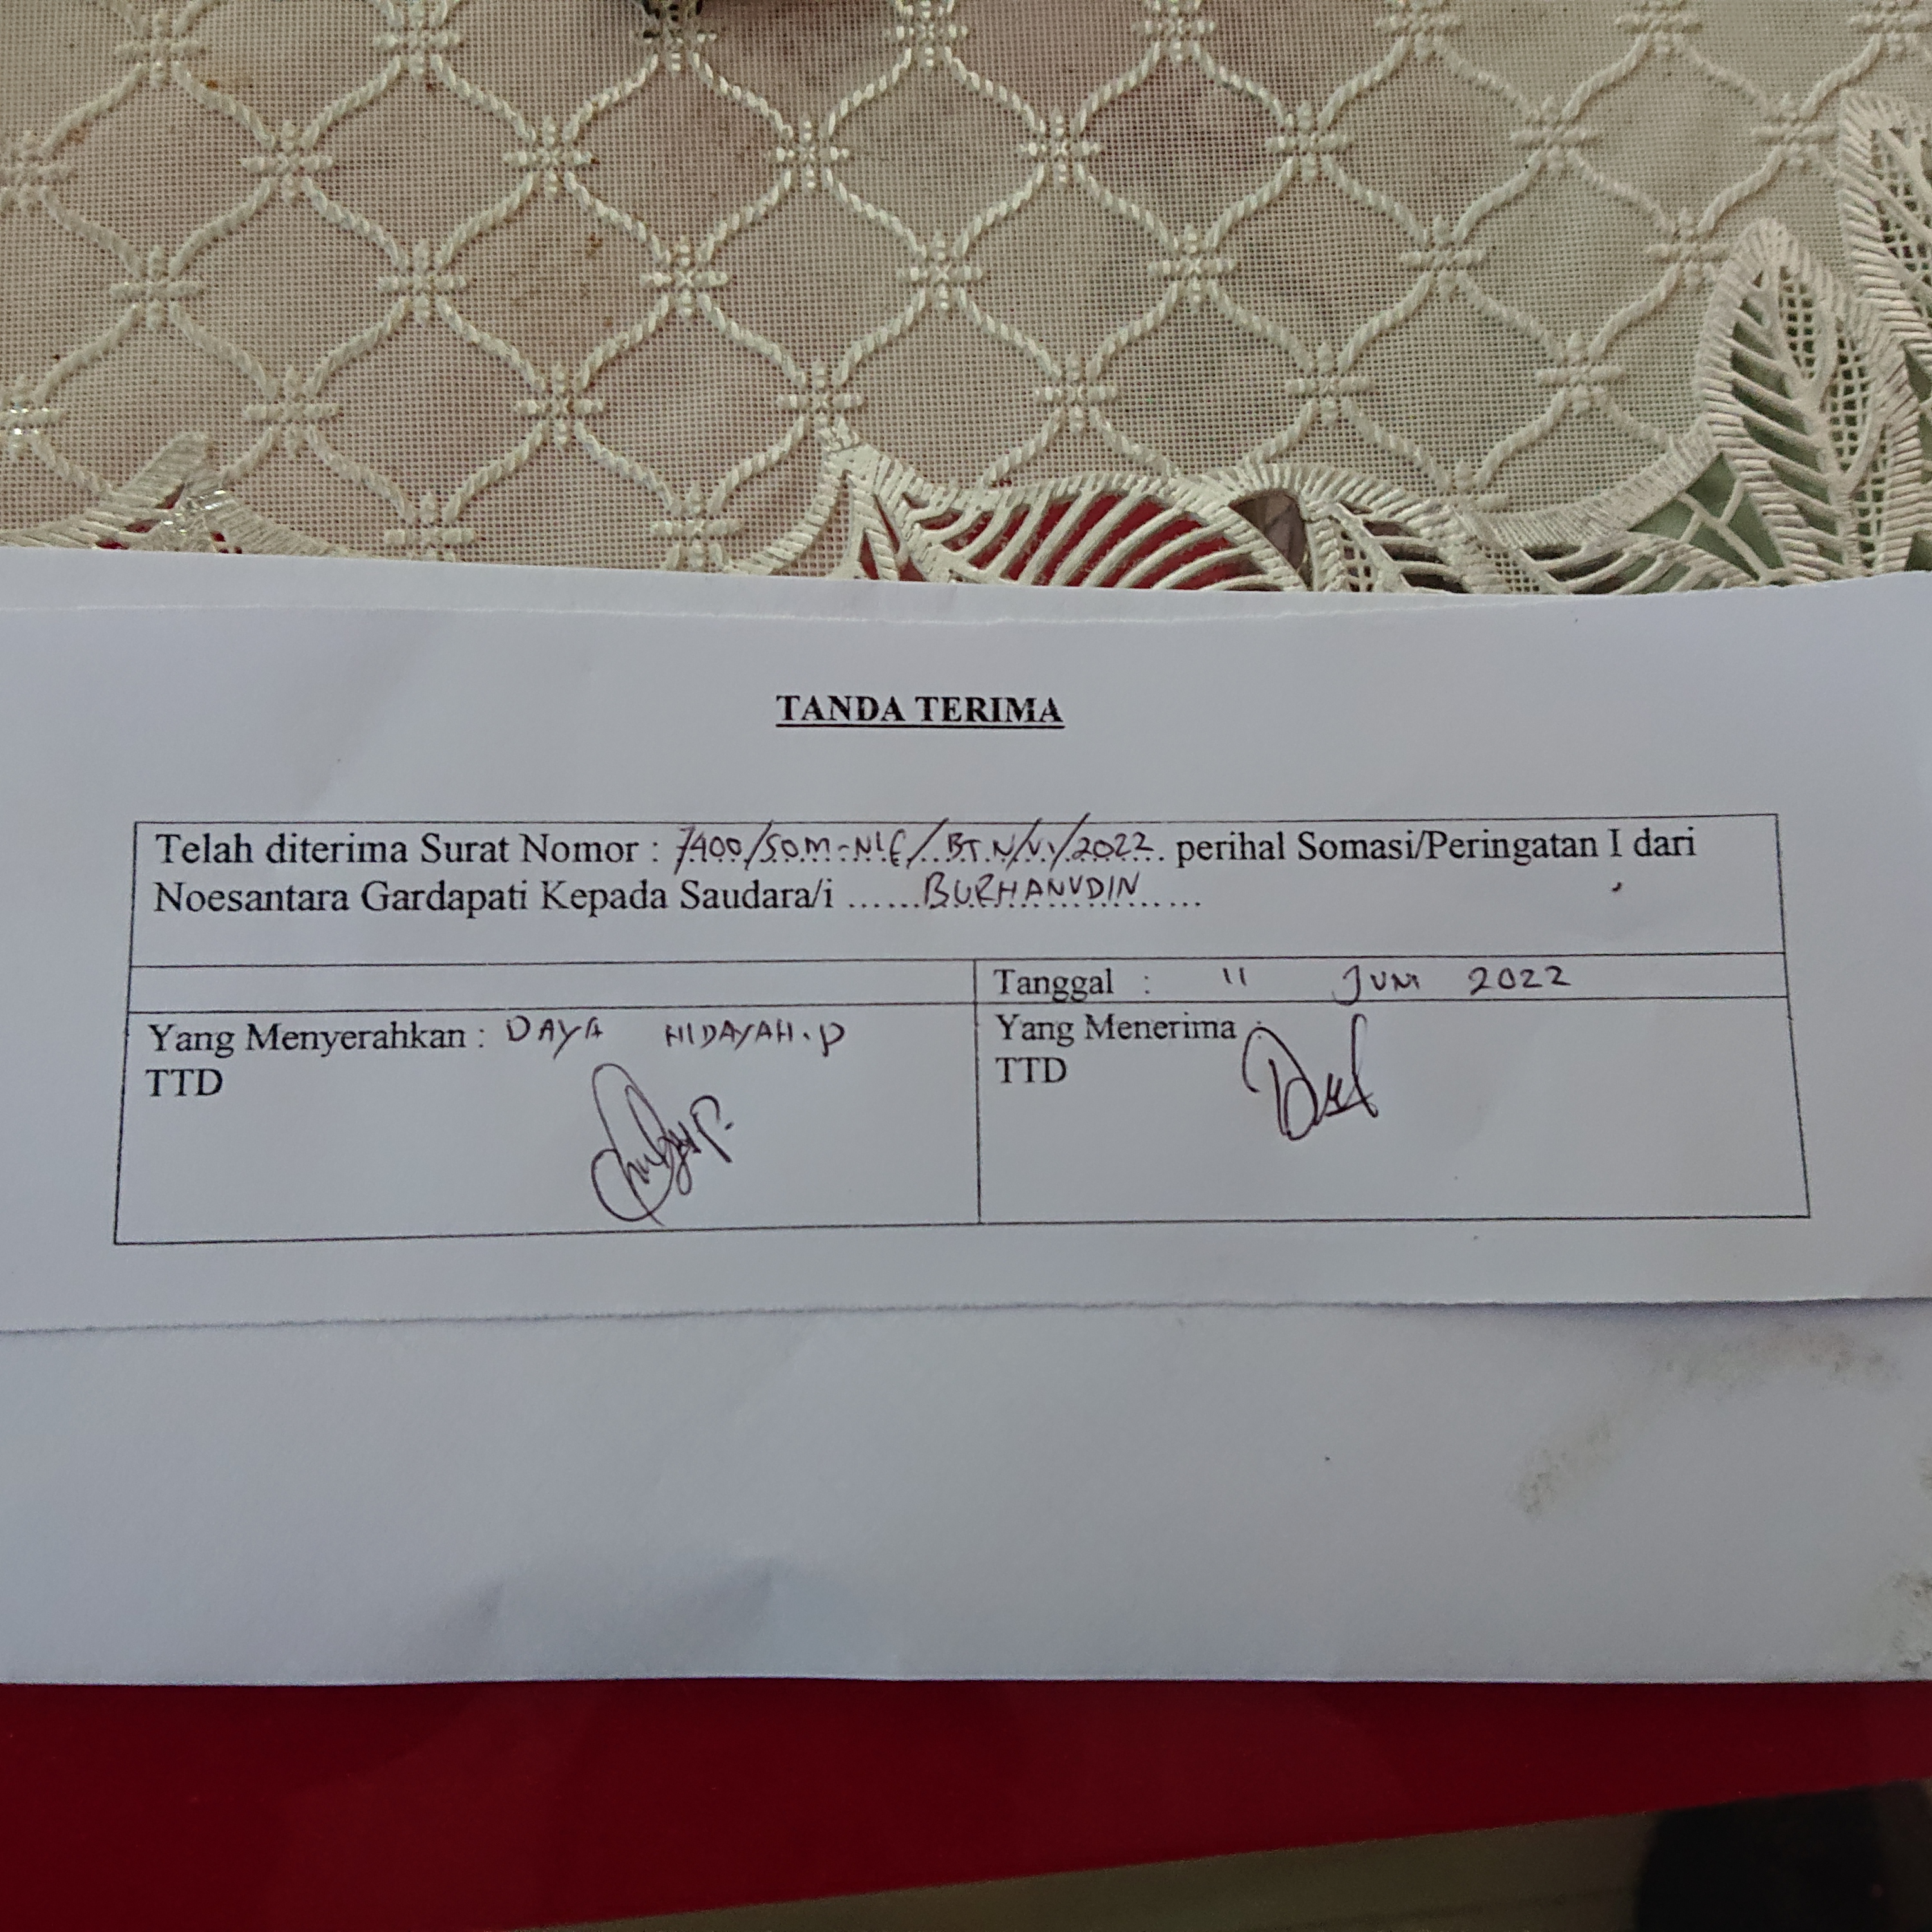 TANDA TERIMA
Telah diterima Surat Nomor : 7400/SOM-NLF/BTN/VI/2022 perihal Somasi/Peringatan I dari
Noesantara Gardapati Kepada Saudara/i ......BURHANUDIN......
Tanggal : 11 JUNI 2022
Yang Menyerahkan : DAYA HIDAYAH.P
TTD
Yang Menerima :
TTD